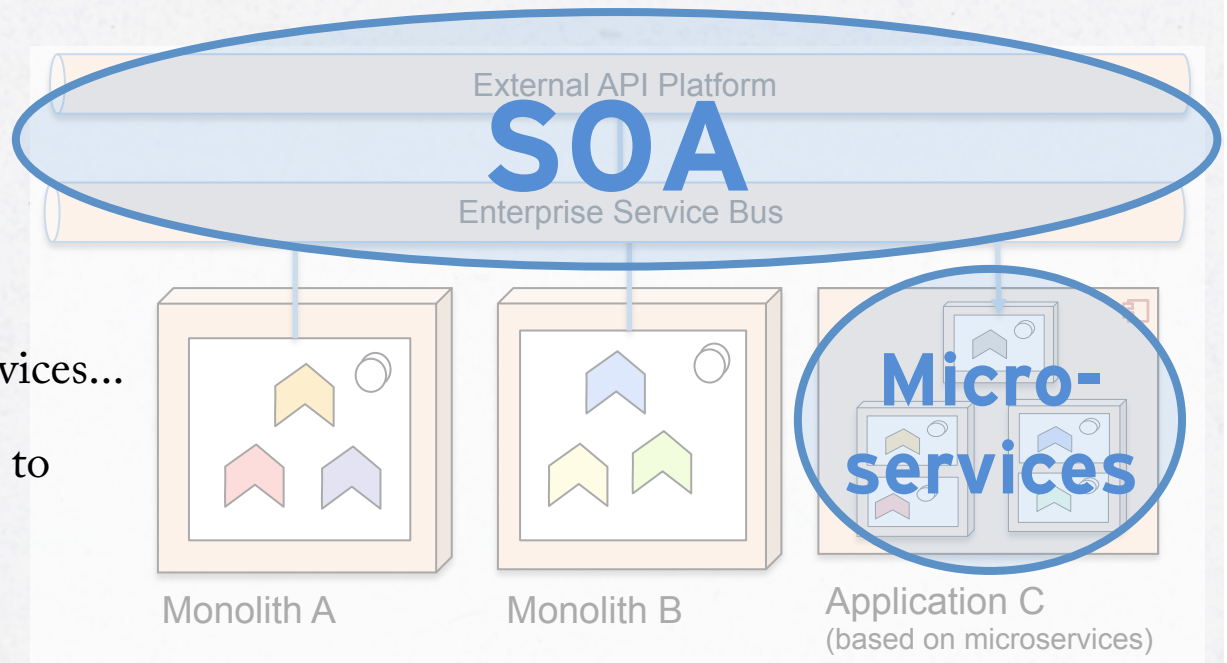 External API Platform
SOA
Enterprise Service Bus
vices...
to
Micro-
services
Monolith A
Monolith B
Application C
(based on microservices)